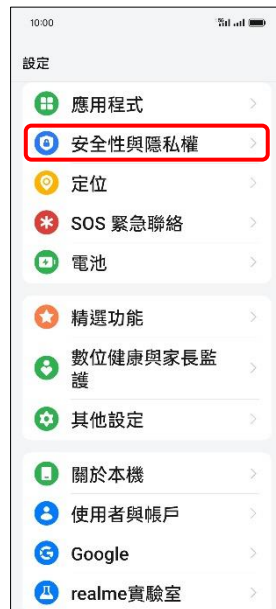 10:00
設定
應用程式
安全性與隱私權
定位
SOS 緊急聯絡
電池
精選功能
數位健康與家長監
護
其他設定
關於本機
使用者與帳戶
Google
realme實驗室